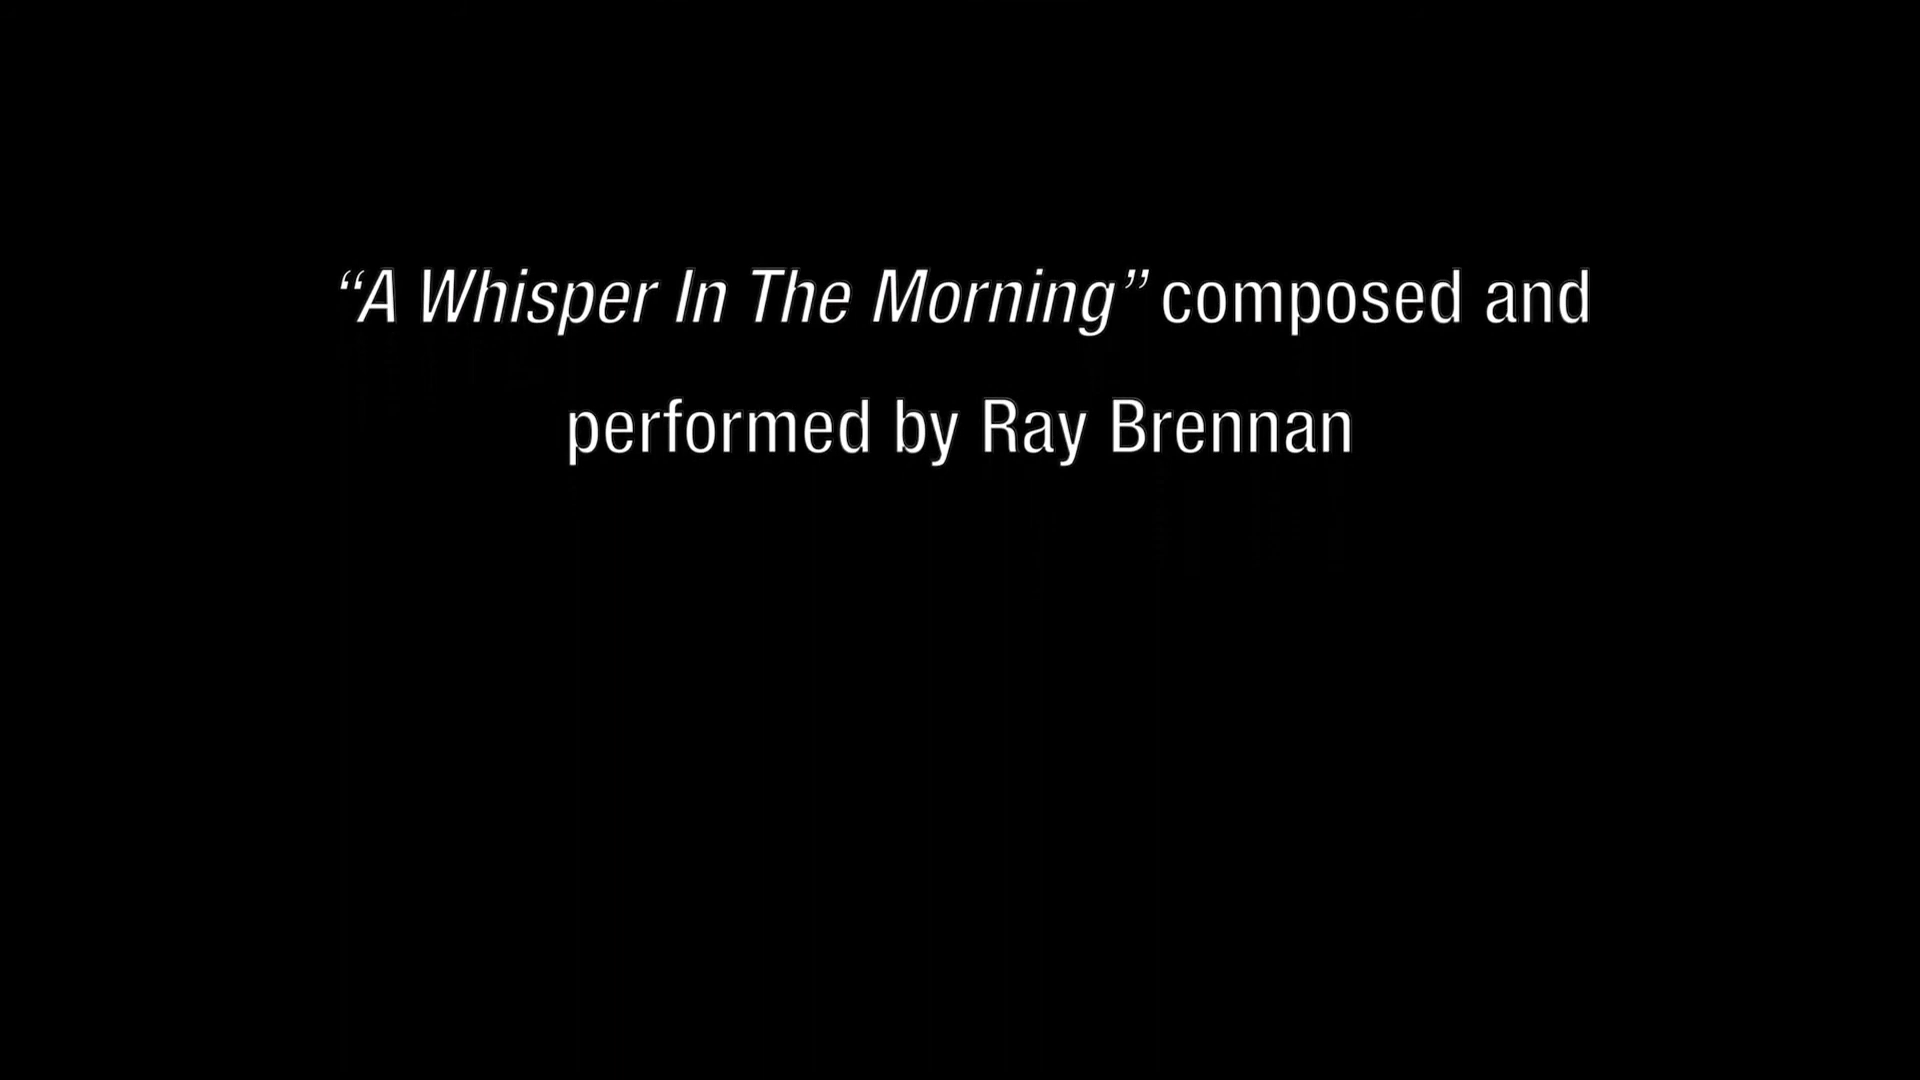 “A Whisper In The Morning” composed and
performed by Ray Brennan